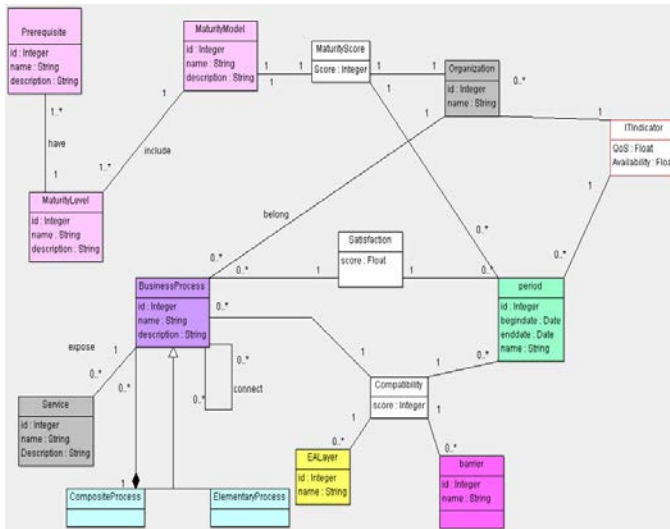 Prerequisite
id : Integer
name : String
description : String
MaturityModel
id : Integer
name : String
description : String
MaturityScore
Score : Integer
Organization
id : Integer
name : String
ITIndicator
QoS : Float
Availability : Floa
1
1
1
1
1
1
0..*
1
1..*
have
1
include
1..*
1
1
1
MaturityLevel
id : Integer
name : String
description : String
belong
0..*
0..*
Satisfaction
score : Float
0..*
0..*
1
1
0..*
BusinessProcess
id : Integer
name : String
description : String
period
id : Integer
begindate : Date
enddate : Date
name : String
0..*
expose
1
0..*
0..*
0..*
connect
0..*
1
0..*
Compatibility
score : Integer
Service
id : Integer
name : String
Description : String
1
1
0..*
0..*
EALayer
id : Integer
name : String
barrier
id : Integer
name : String
1
CompositeProcess
ElementaryProcess